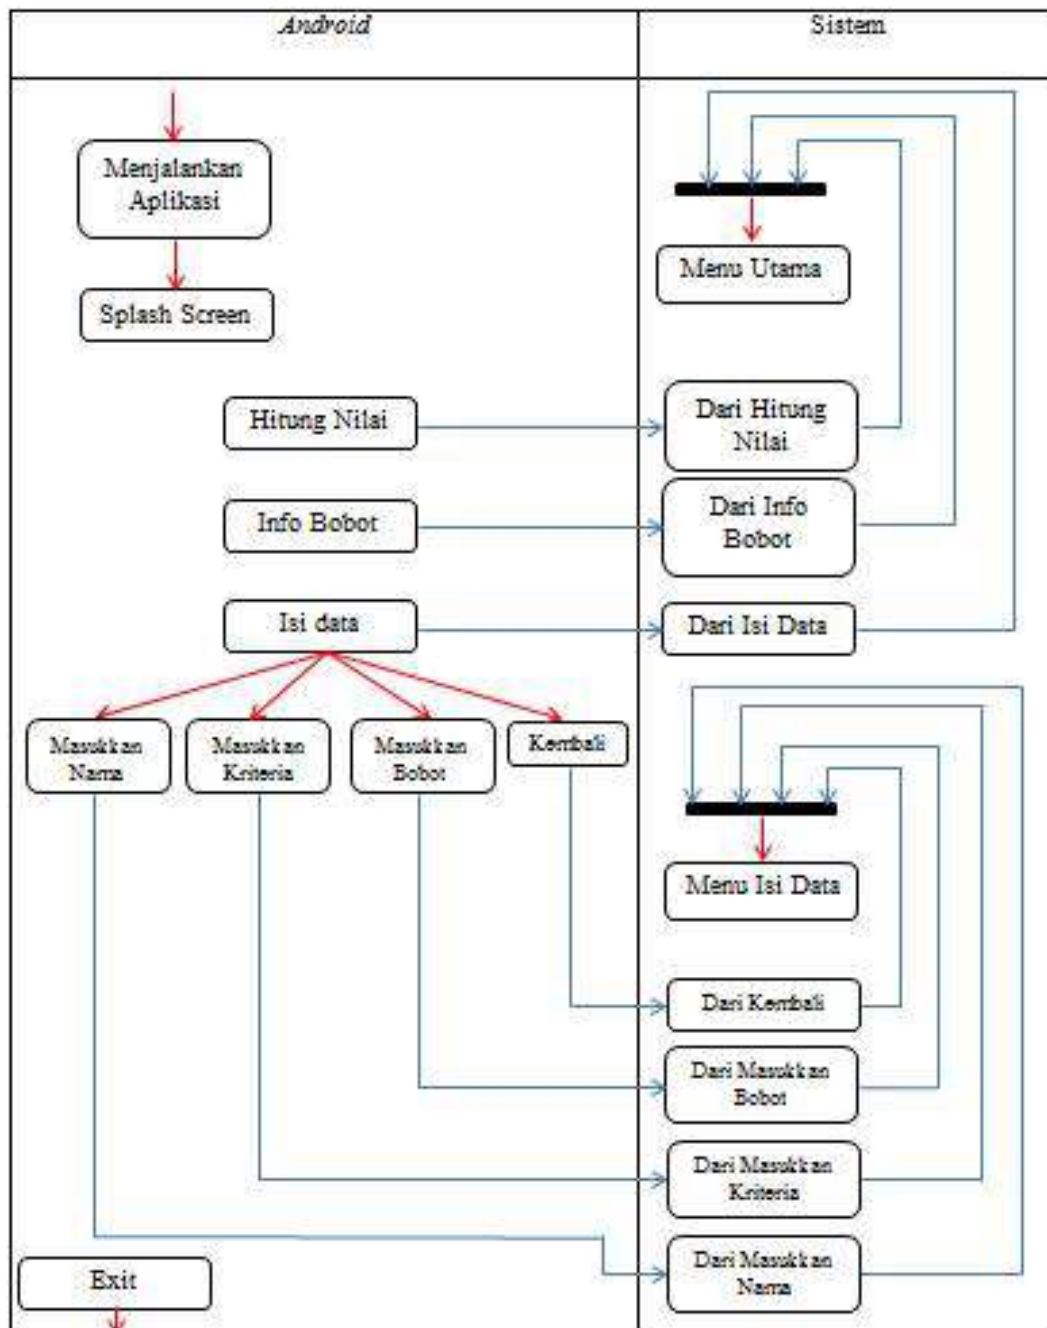 Android
Sistem
Menjalankan
Aplikasi
Splash Screen
Menu Utama
Hitung Nilai
Dari Hitung
Nilai
Info Bobot
Dari Info
Bobot
Isi data
Dari Isi Data
Masukkan
Nama
Masukkan
Kriteria
Masukkan
Bobot
Kembali
Menu Isi Data
Dari Kembali
Dari Masukkan
Bobot
Dari Masukkan
Kriteria
Dari Masukkan
Nama
Exit